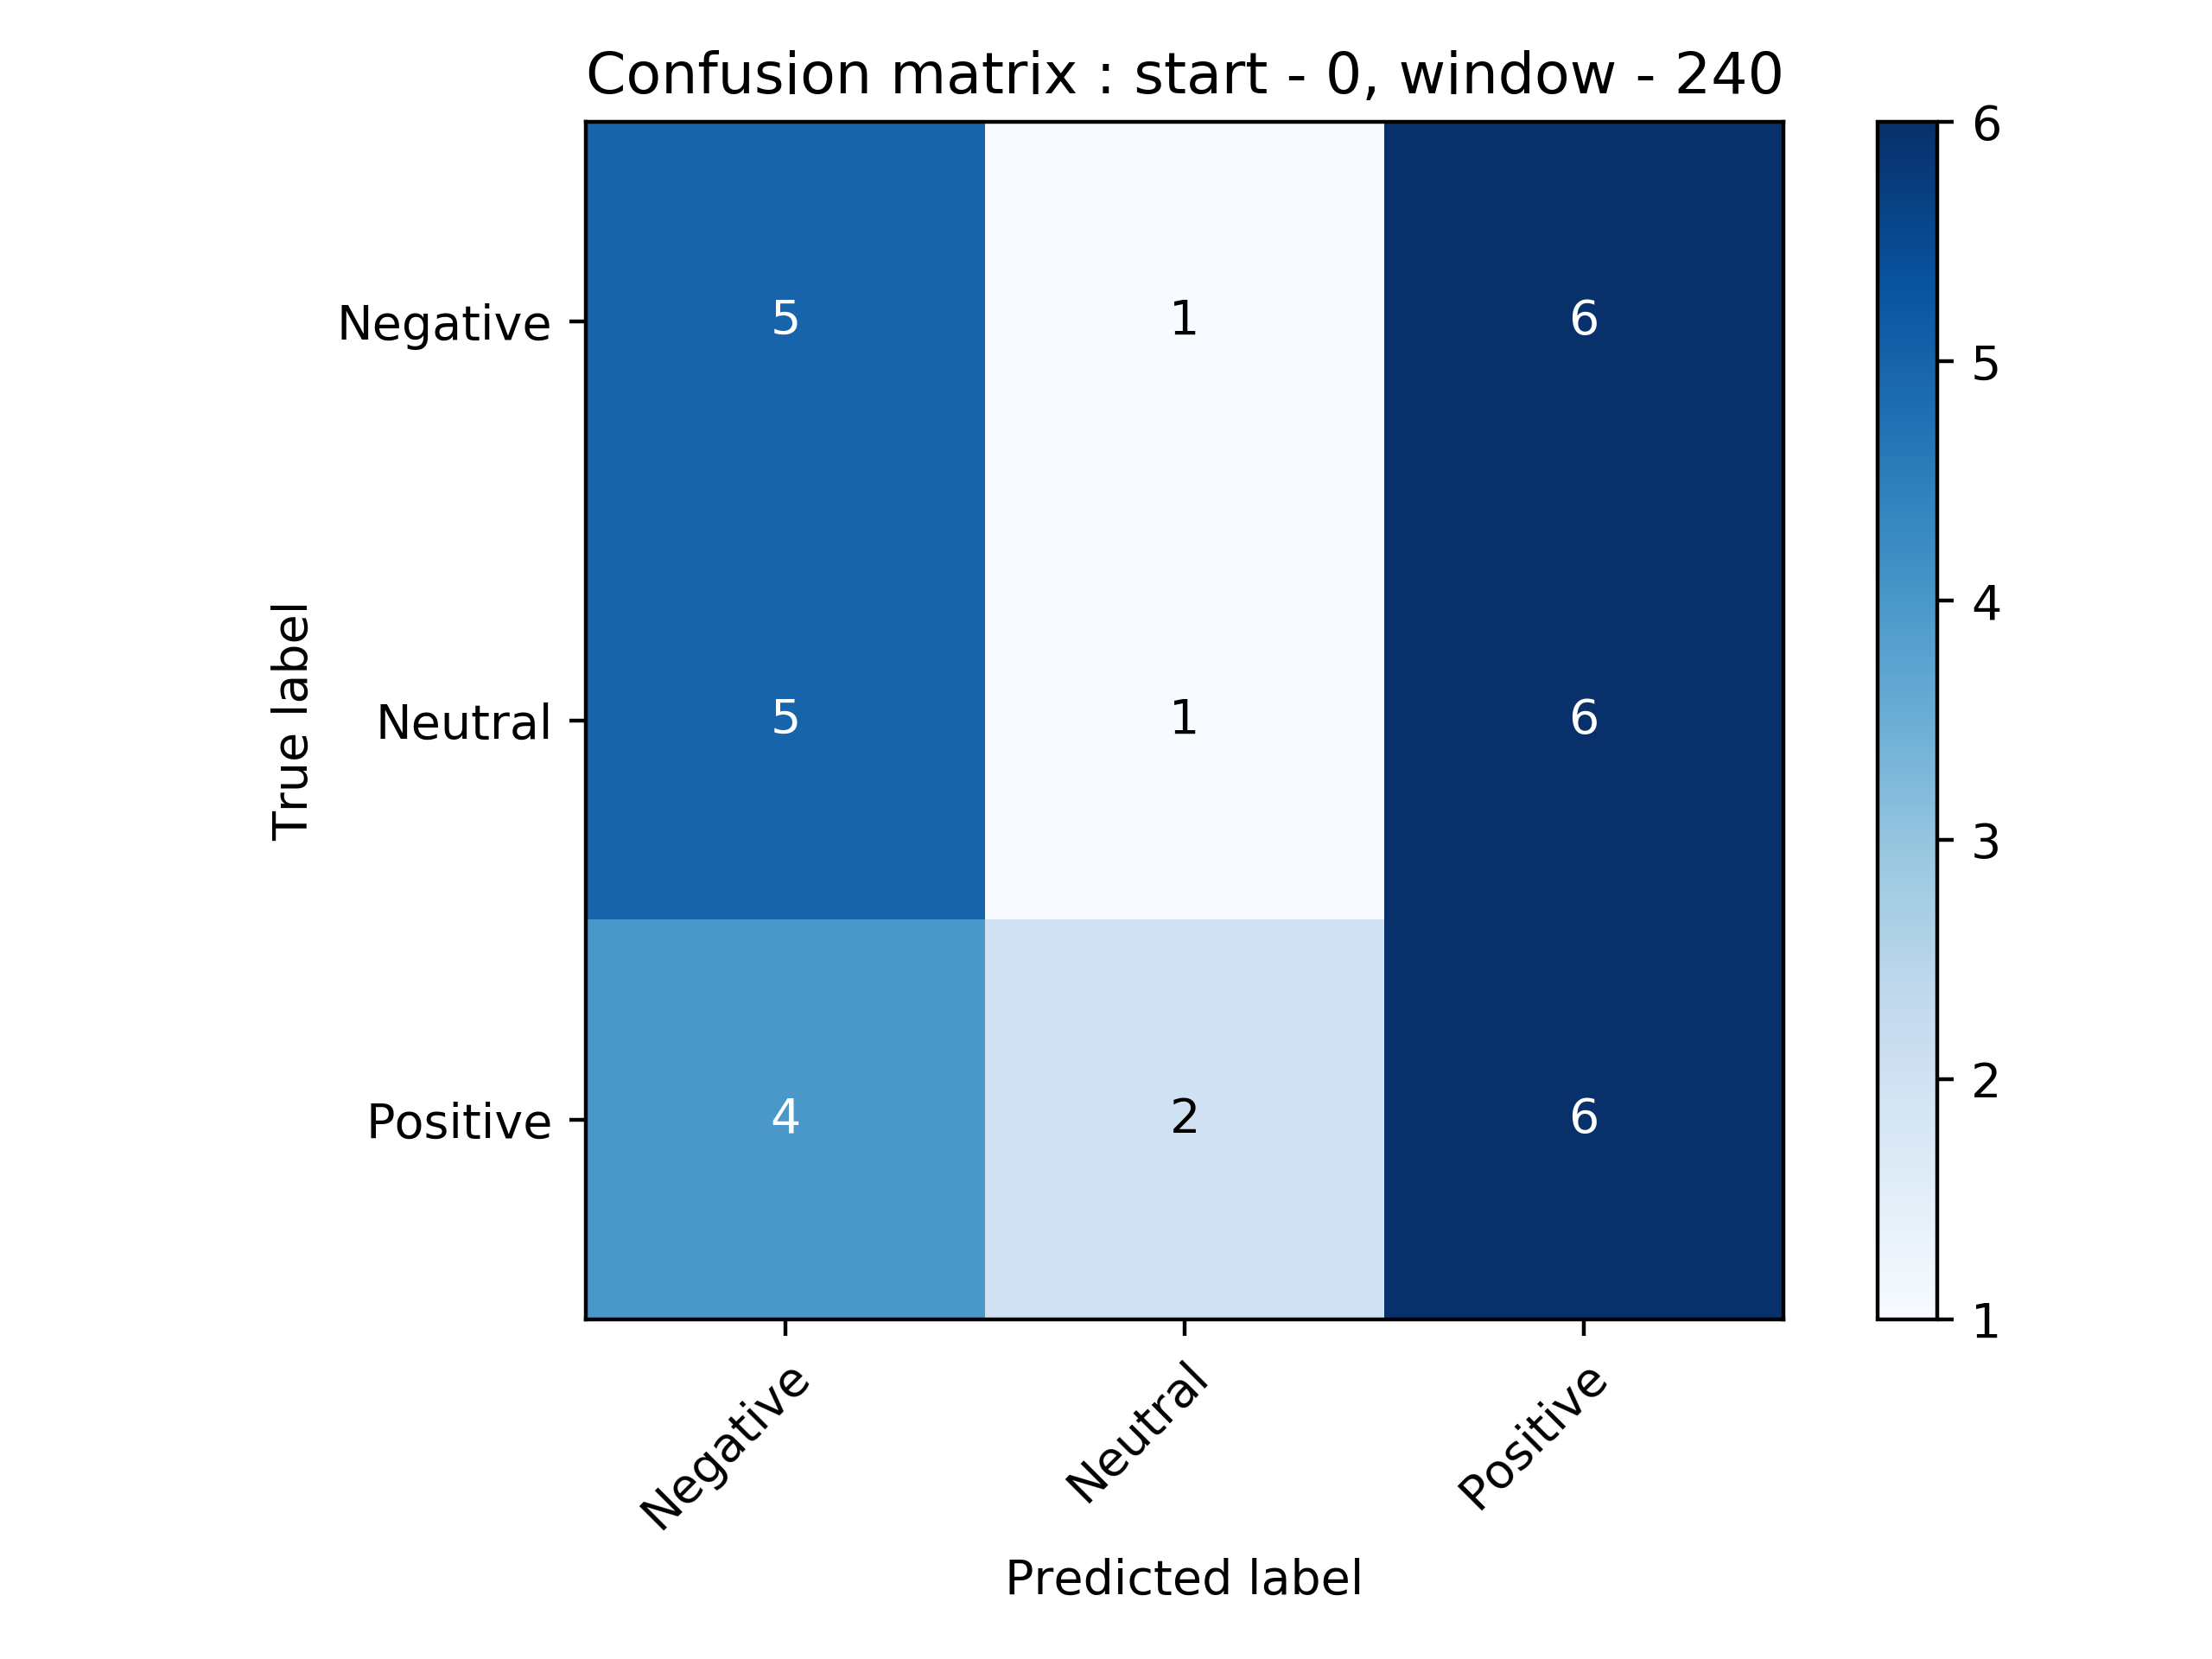 Confusion matrix : start - 0, window - 240
True label
Negative 5 1 6
Neutral 5 1 6
Positive 4 2 6
Negative Neutral Positive
Predicted label
6
5
4
3
2
1